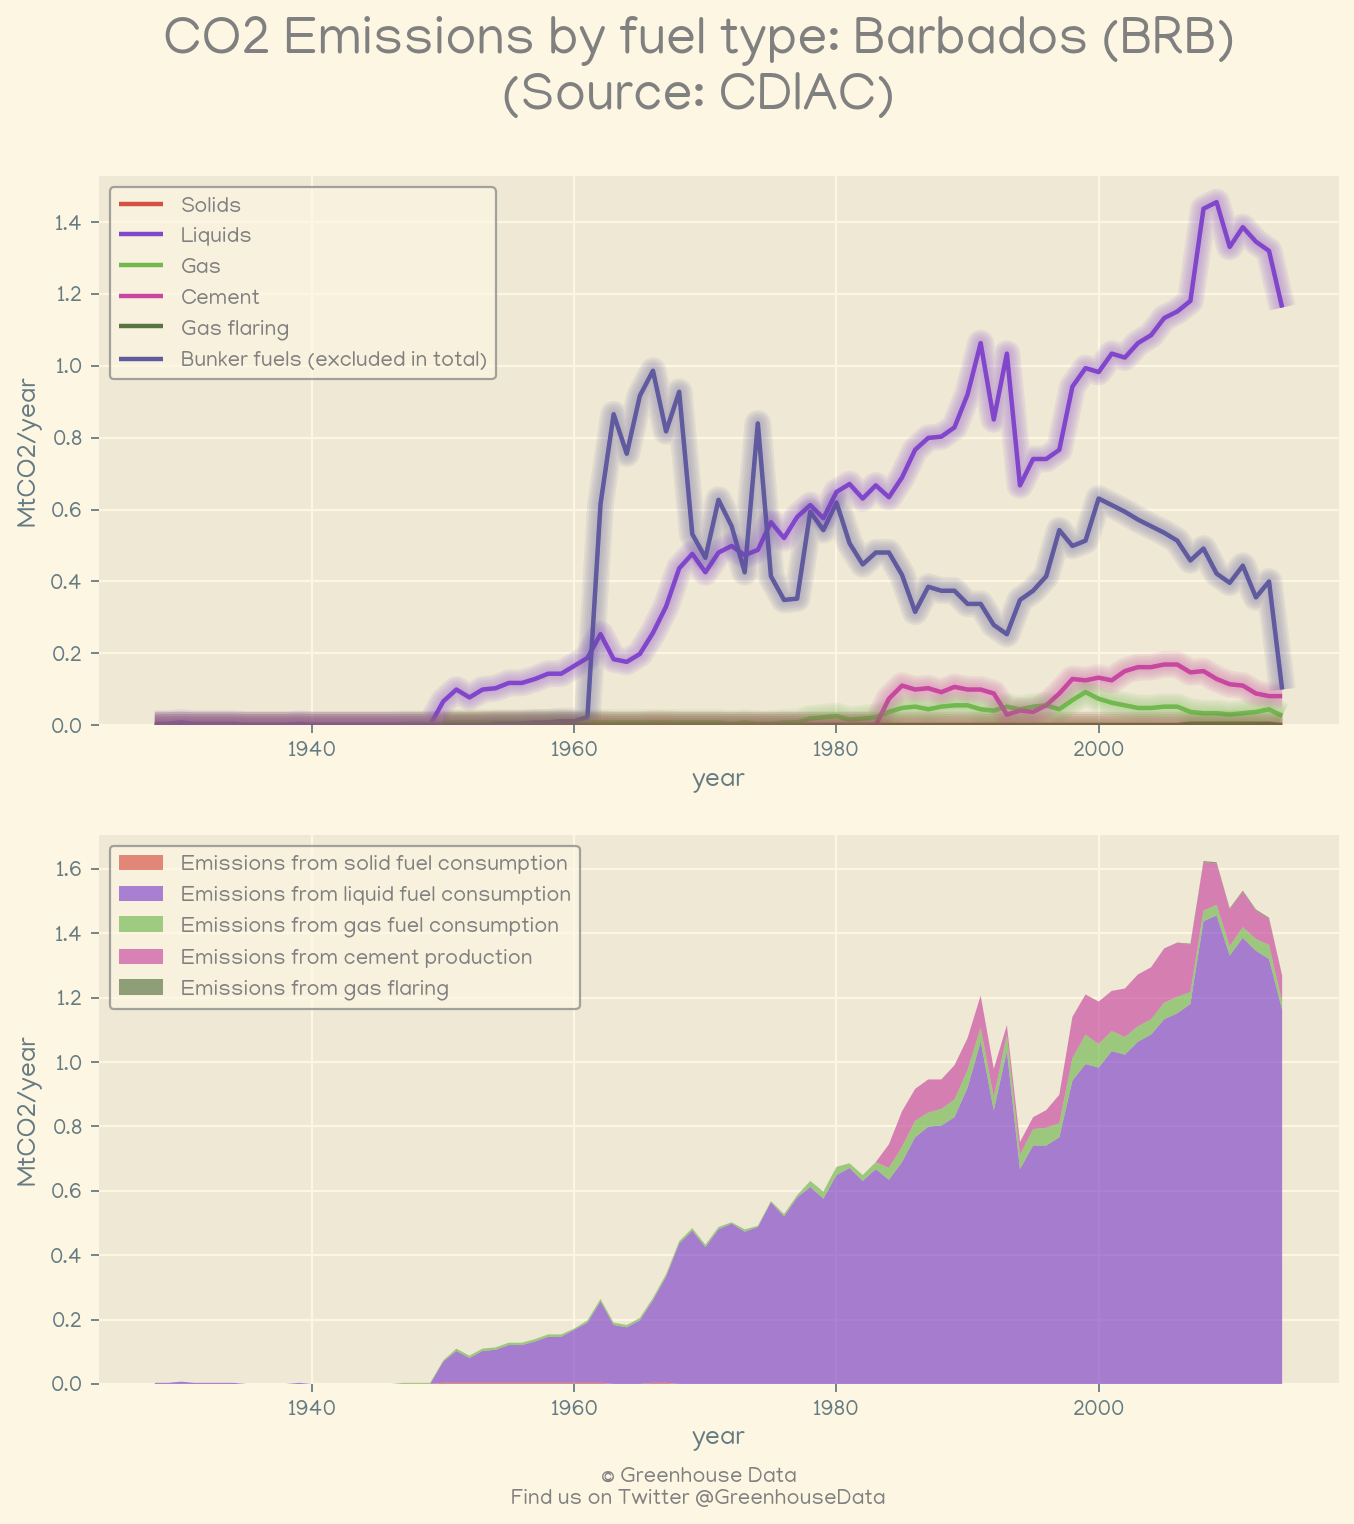 CO2 Emissions by fuel type: Barbados (BRB)
(Source: CDIAC)
Solids
Liquids
Gas
Cement
Gas flaring
Bunker fuels (excluded in total)
1.4
1.2
1.0
0.8
0.6
0.4
0.2
0.0
MtCO2/year
1940
1960
1980
2000
year
Emissions from solid fuel consumption
Emissions from liquid fuel consumption
Emissions from gas fuel consumption
Emissions from cement production
Emissions from gas flaring
1.6
1.4
1.2
1.0
0.8
0.6
0.4
0.2
0.0
MtCO2/year
1940
1960
1980
2000
year
© Greenhouse Data
Find us on Twitter @GreenhouseData